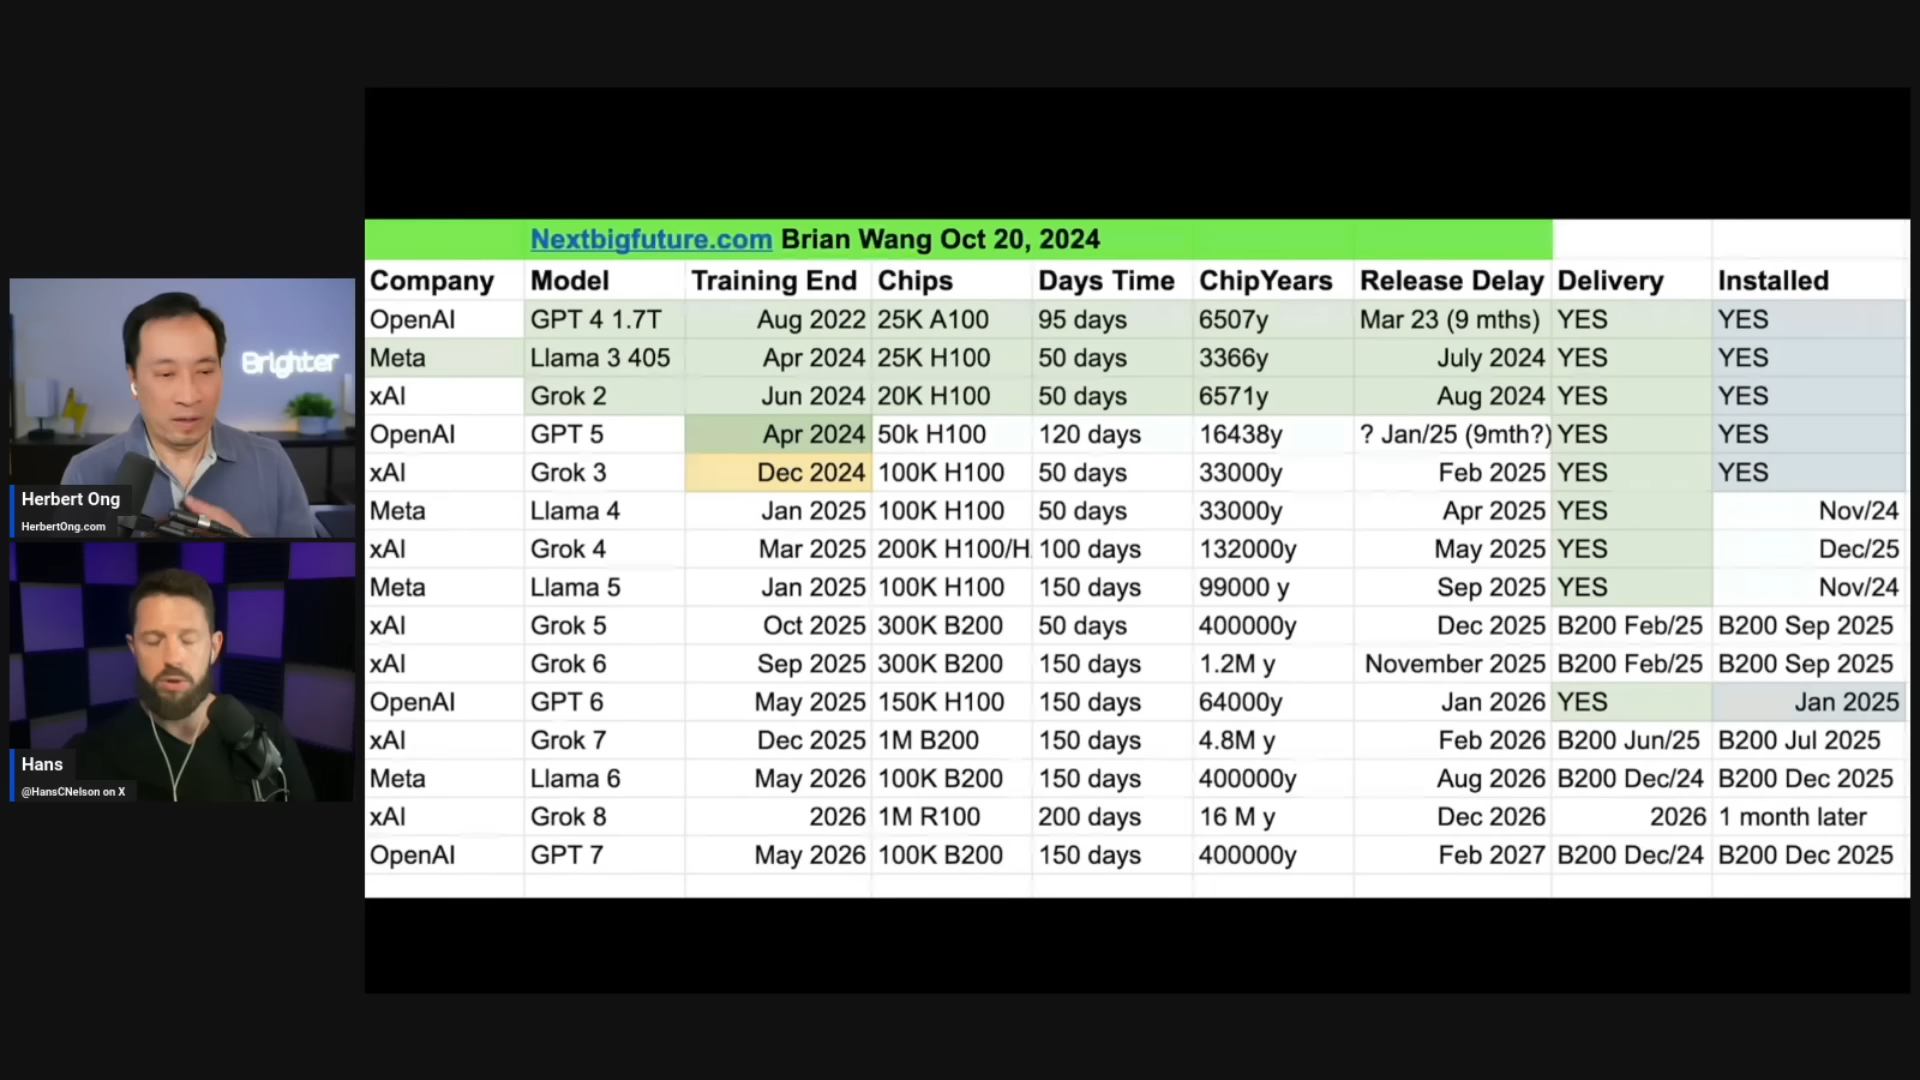 Nextbigfuture.com Brian Wang Oct 20, 2024
Company Model Training End Chips Days Time ChipYears Release Delay Delivery Installed
OpenAI GPT 4 1.7T Aug 2022 25K A100 95 days 6507y Mar 23 (9 mths) YES YES
Meta Llama 3 405 Apr 2024 25K H100 50 days 3366y July 2024 YES YES
xAI Grok 2 Jun 2024 20K H100 50 days 6571y Aug 2024 YES YES
OpenAI GPT 5 Apr 2024 50k H100 120 days 16438y ? Jan/25 (9mth?) YES YES
xAI Grok 3 Dec 2024 100K H100 50 days 33000y Feb 2025 YES YES
Meta Llama 4 Jan 2025 100K H100 50 days 33000y Apr 2025 YES Nov/24
xAI Grok 4 Mar 2025 200K H100/H 100 days 132000y May 2025 YES Dec/25
Meta Llama 5 Jan 2025 100K H100 150 days 99000 y Sep 2025 YES Nov/24
xAI Grok 5 Oct 2025 300K B200 50 days 400000y Dec 2025 B200 Feb/25 B200 Sep 2025
xAI Grok 6 Sep 2025 300K B200 150 days 1.2M y November 2025 B200 Feb/25 B200 Sep 2025
OpenAI GPT 6 May 2025 150K H100 150 days 64000y Jan 2026 YES Jan 2025
xAI Grok 7 Dec 2025 1M B200 150 days 4.8M y Feb 2026 B200 Jun/25 B200 Jul 2025
Meta Llama 6 May 2026 100K B200 150 days 400000y Aug 2026 B200 Dec/24 B200 Dec 2025
xAI Grok 8 2026 1M R100 200 days 16 M y Dec 2026 2026 1 month later
OpenAI GPT 7 May 2026 100K B200 150 days 400000y Feb 2027 B200 Dec/24 B200 Dec 2025
Brighter
Herbert Ong
HerbertOng.com
Hans
@HansCNelson on X